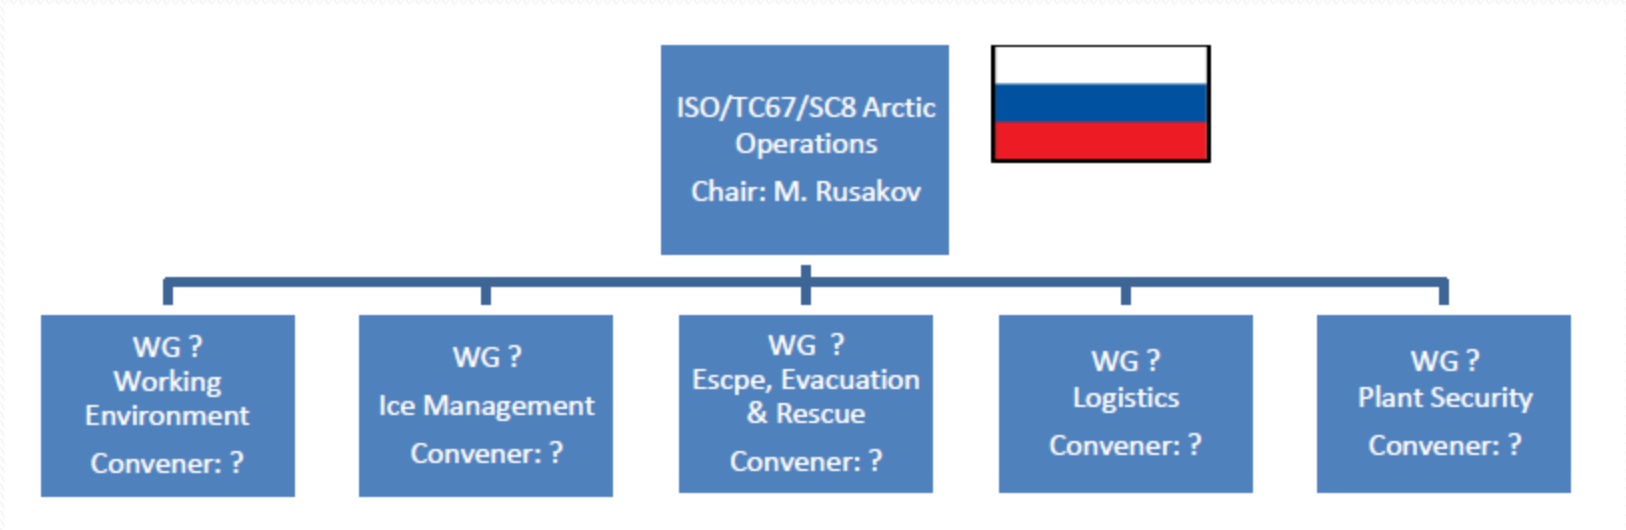 ISO/TC67/SC8 Arctic
Operations
Chair: M. Rusakov
WG ?
Working
Environment
Convener: ?
WG ?
Ice Management
Convener: ?
WG ?
Escpe, Evacuation
& Rescue
Convener: ?
WG ?
Logistics
Convener: ?
WG ?
Plant Security
Convener: ?